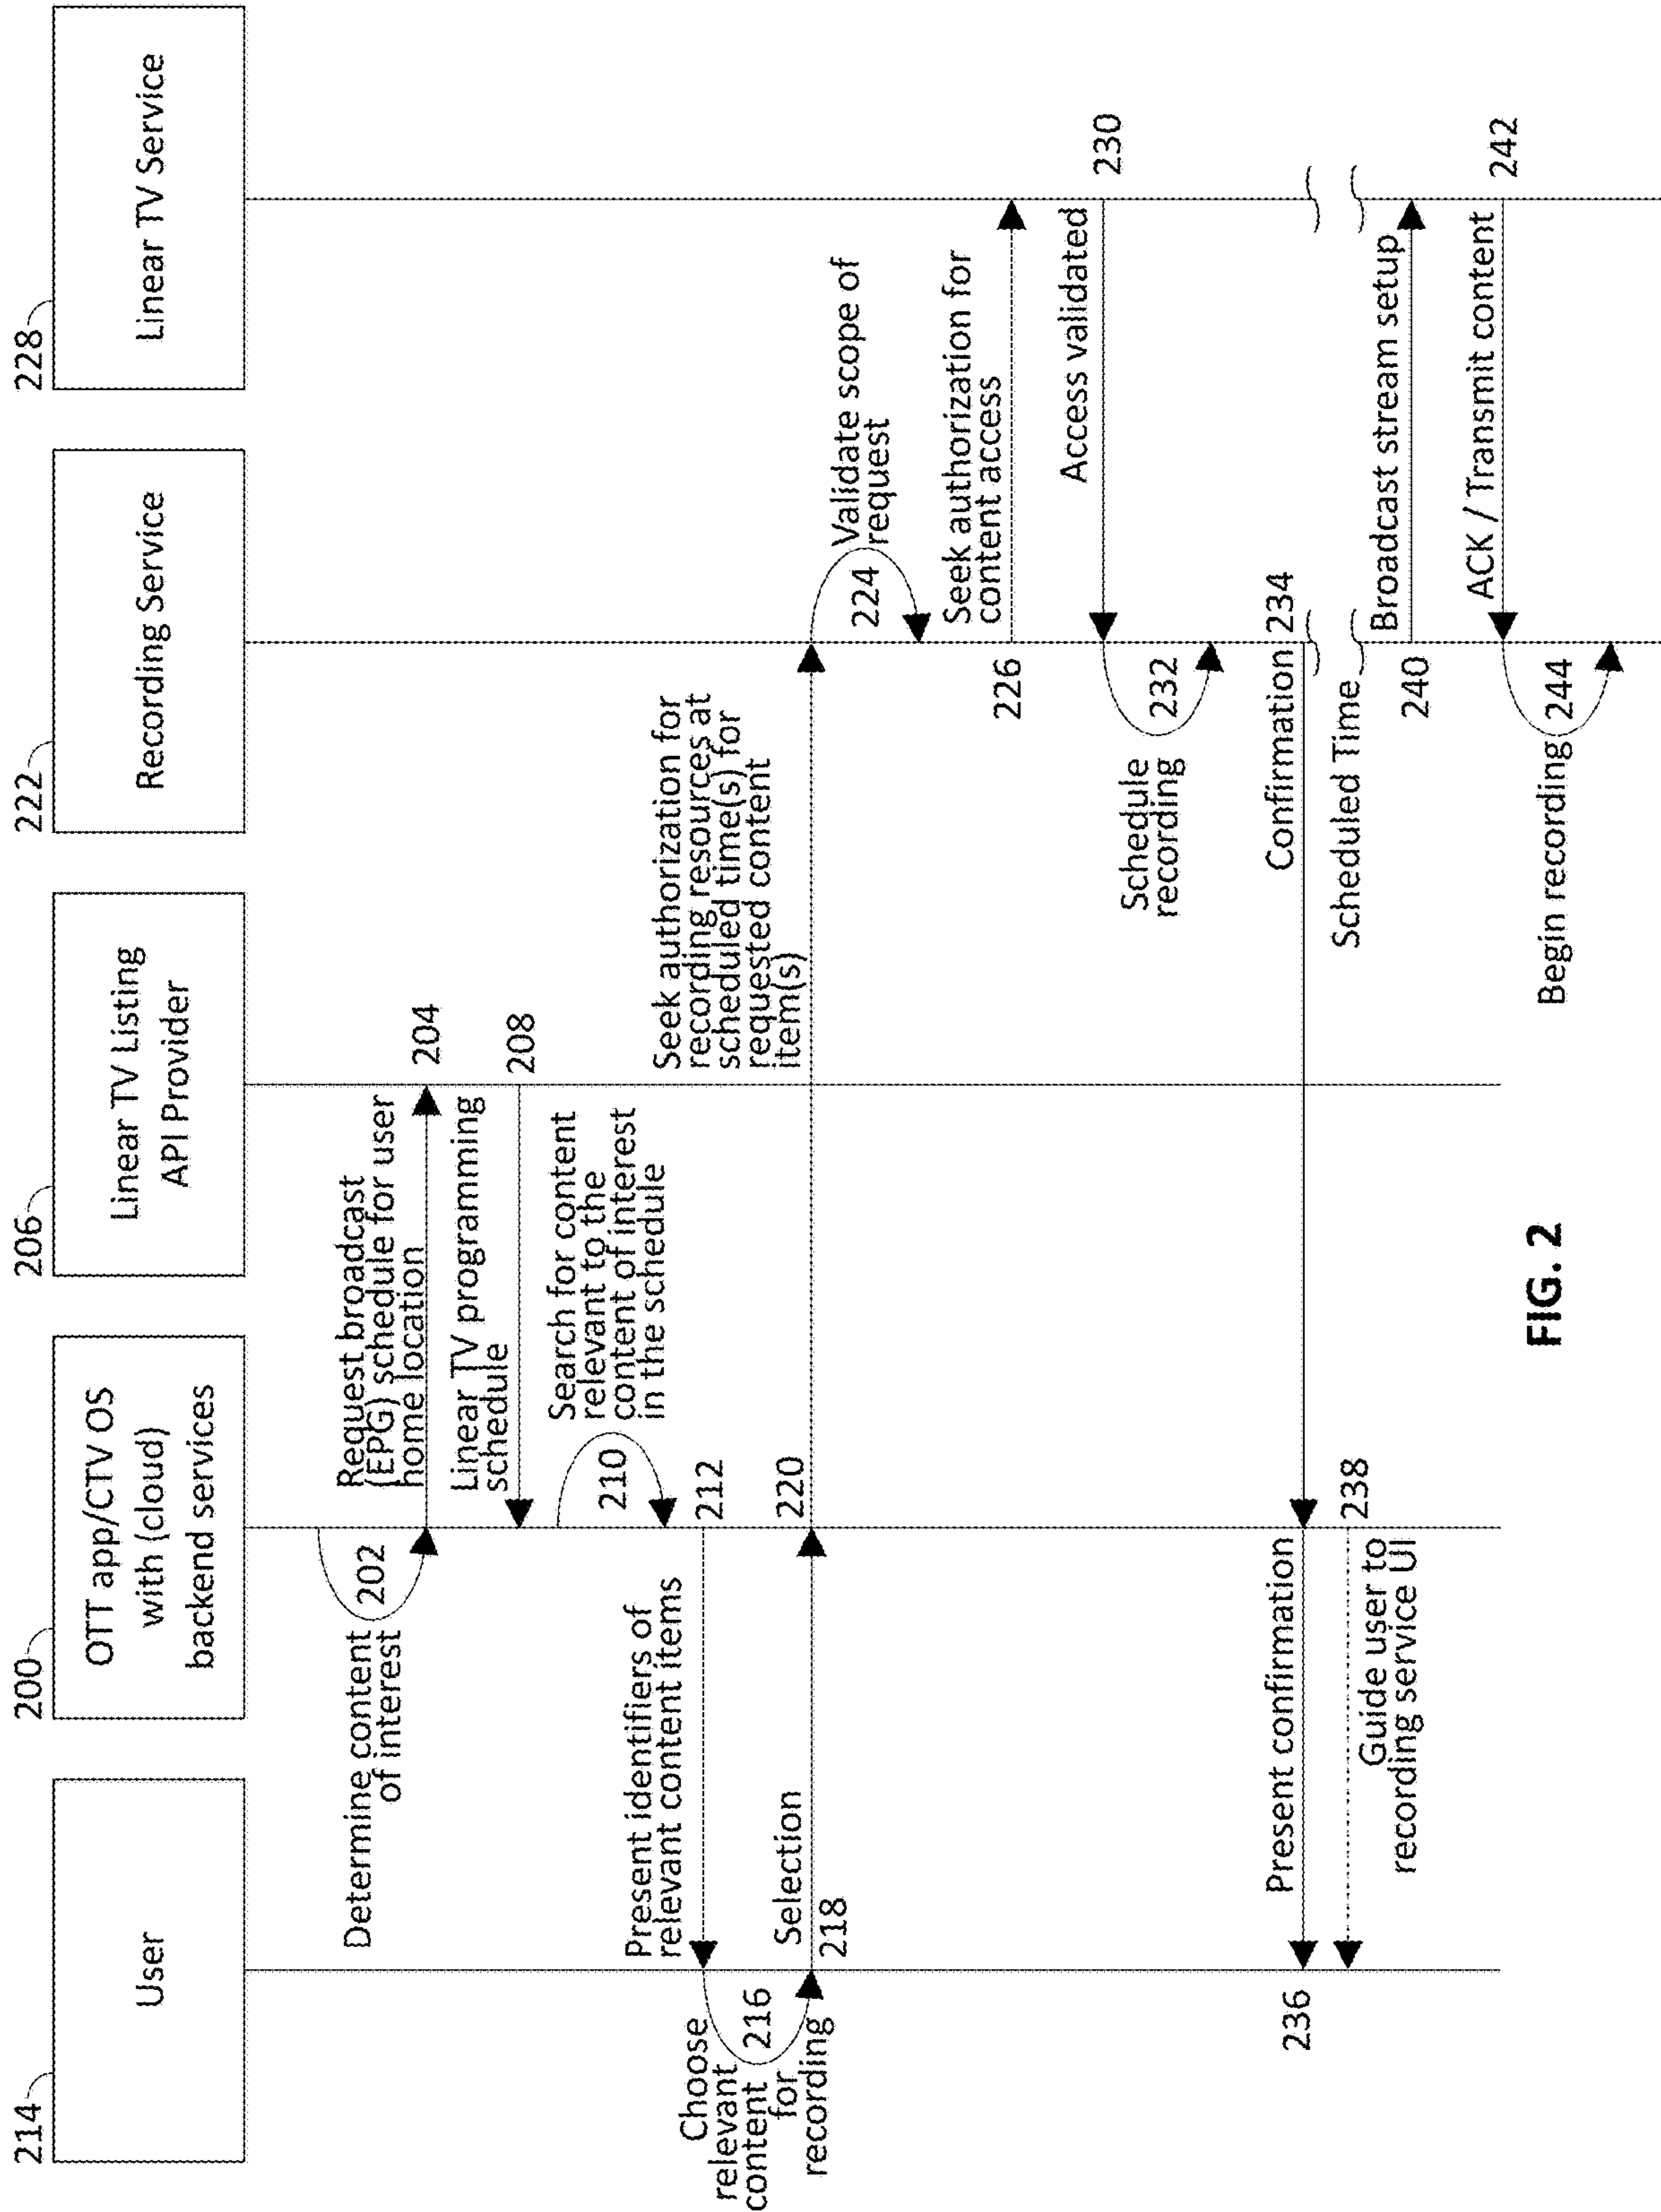 214
User
200
OTT app/CTV OS
with (cloud)
backend services
206
Linear TV Listing
API Provider
222
Recording Service
228
Linear TV Service
Determine content
of interest
202
Request broadcast
(EPG) schedule for user
home location
204
Linear TV programming
schedule
208
Search for content
relevant to the
content of interest
in the schedule
210
Present identifiers of
relevant content items
212
Choose
relevant
content
for
recording
216
Selection
218
220
Seek authorization for
recording resources at
scheduled time(s) for
requested content
item(s)
224
Validate scope of
request
Seek authorization for
content access
226
Access validated
230
Schedule
recording
232
Confirmation
234
Present confirmation
236
238
Guide user to
recording service UI
Scheduled Time
Broadcast stream setup
240
ACK / Transmit content
242
Begin recording
244
FIG. 2